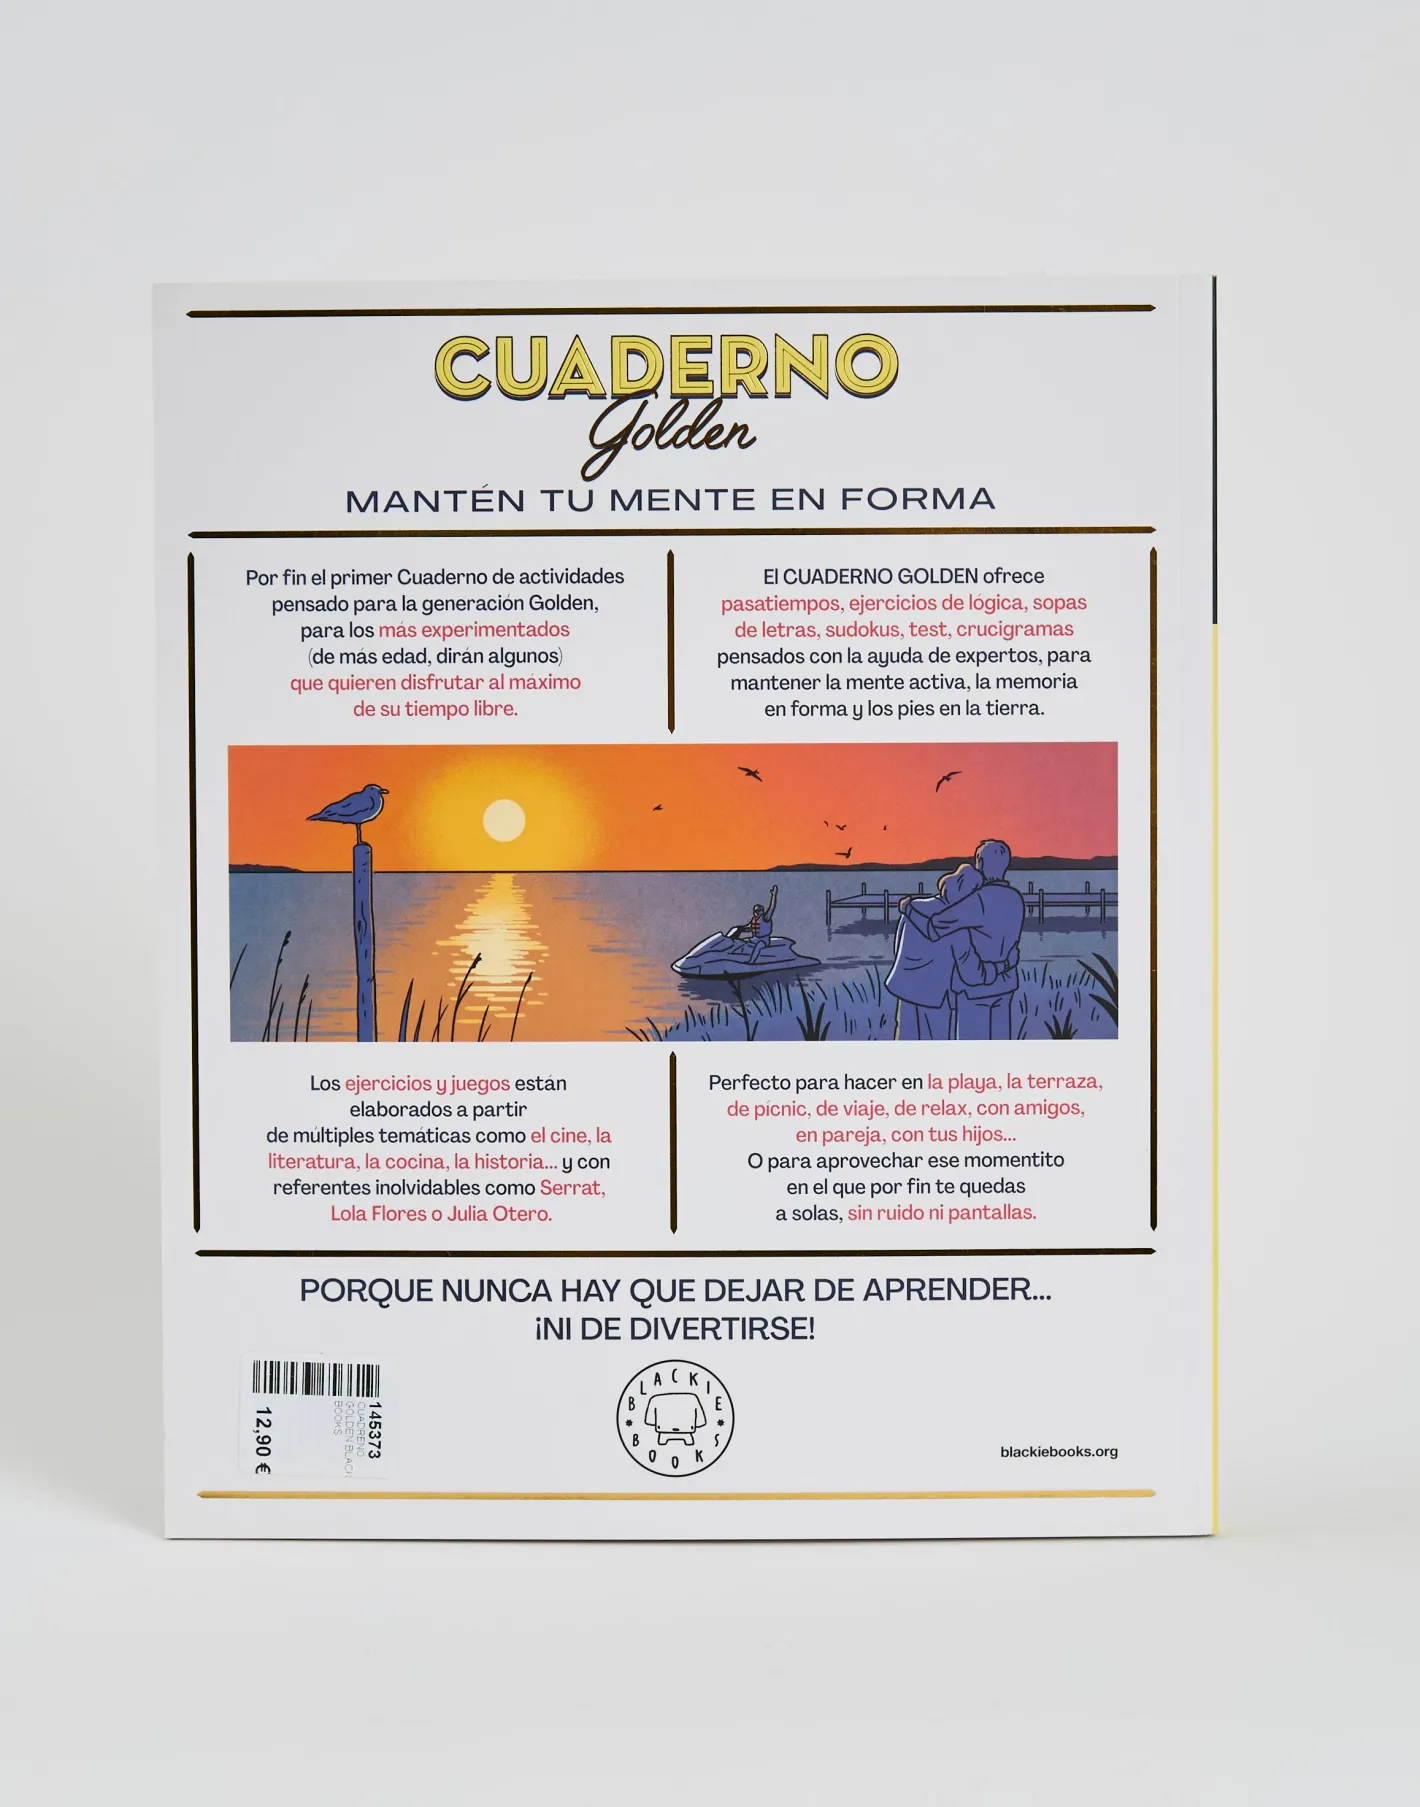 CUADERNO
Golden
MANTÉN TU MENTE EN FORMA
Por fin el primer Cuaderno de actividades
pensado para la generación Golden,
para los más experimentados
(de más edad, dirán algunos)
que quieren disfrutar al máximo
de su tiempo libre.
El CUADERNO GOLDEN ofrece
pasatiempos, ejercicios de lógica, sopas
de letras, sudokus, test, crucigramas
pensados con la ayuda de expertos, para
mantener la mente activa, la memoria
en forma y los pies en la tierra.
Los ejercicios y juegos están
elaborados a partir
de múltiples temáticas como el cine, la
literatura, la cocina, la historia... y con
referentes inolvidables como Serrat,
Lola Flores o Julia Otero.
Perfecto para hacer en la playa, la terraza,
de pícnic, de viaje, de relax, con amigos,
en pareja, con tus hijos...
O para aprovechar ese momentito
en el que por fin te quedas
a solas, sin ruido ni pantallas.
PORQUE NUNCA HAY QUE DEJAR DE APRENDER...
¡NI DE DIVERTIRSE!
145373
CUADRENO
GOLDEN BLACK
BOOKS
12,90 €
BLACKIE
BOOKS
blackiebooks.org